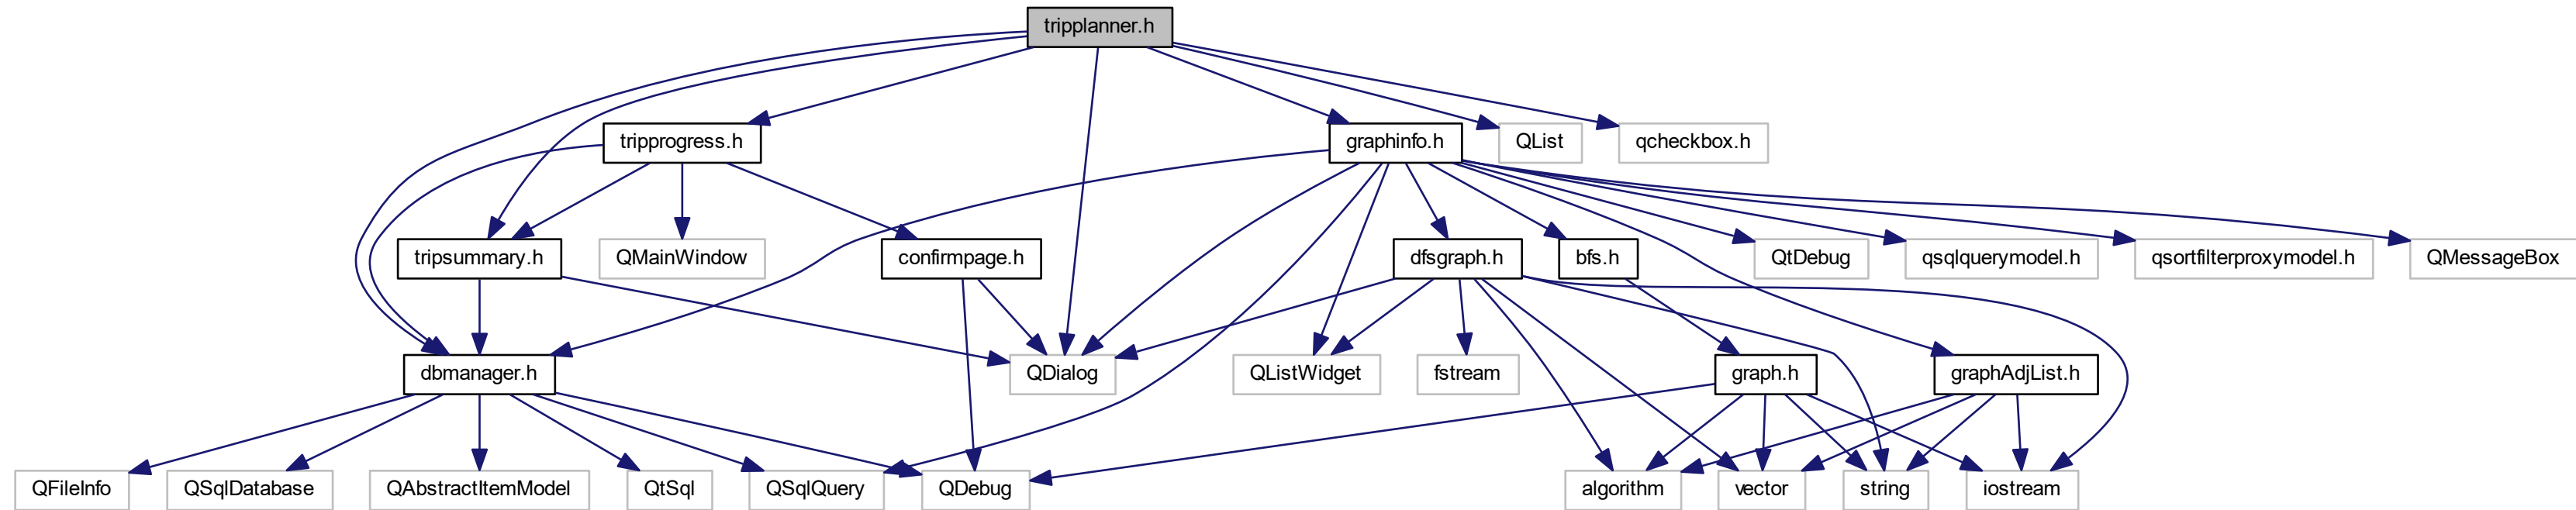 tripplanner.h
tripprogress.h
graphinfo.h
QList
qcheckbox.h
tripsummary.h
QMainWindow
confirmpage.h
dfsgraph.h
bfs.h
QtDebug
qsqlquerymodel.h
qsortfilterproxymodel.h
QMessageBox
dbmanager.h
QDialog
QListWidget
fstream
graph.h
graphAdjList.h
QFileInfo
QSqlDatabase
QAbstractItemModel
QtSql
QSqlQuery
QDebug
algorithm
vector
string
iostream